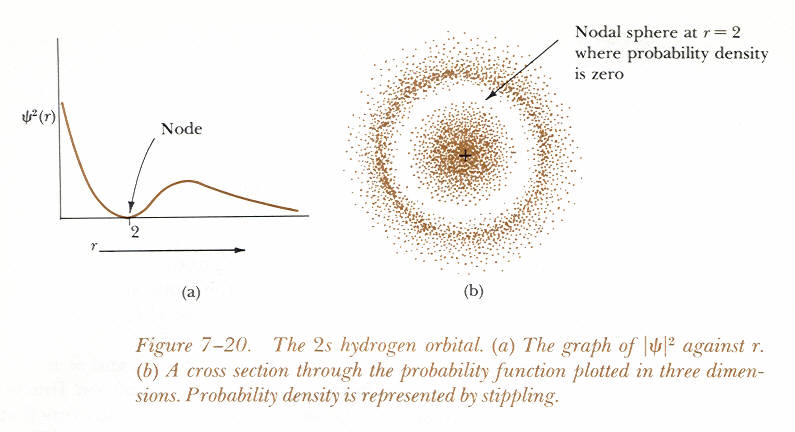 Nodal sphere at r = 2
where probability density
is zero
ψ²(r)
Node
2
r
(a)
(b)
Figure 7–20. The 2s hydrogen orbital. (a) The graph of |ψ|² against r.
(b) A cross section through the probability function plotted in three dimen-
sions. Probability density is represented by stippling.